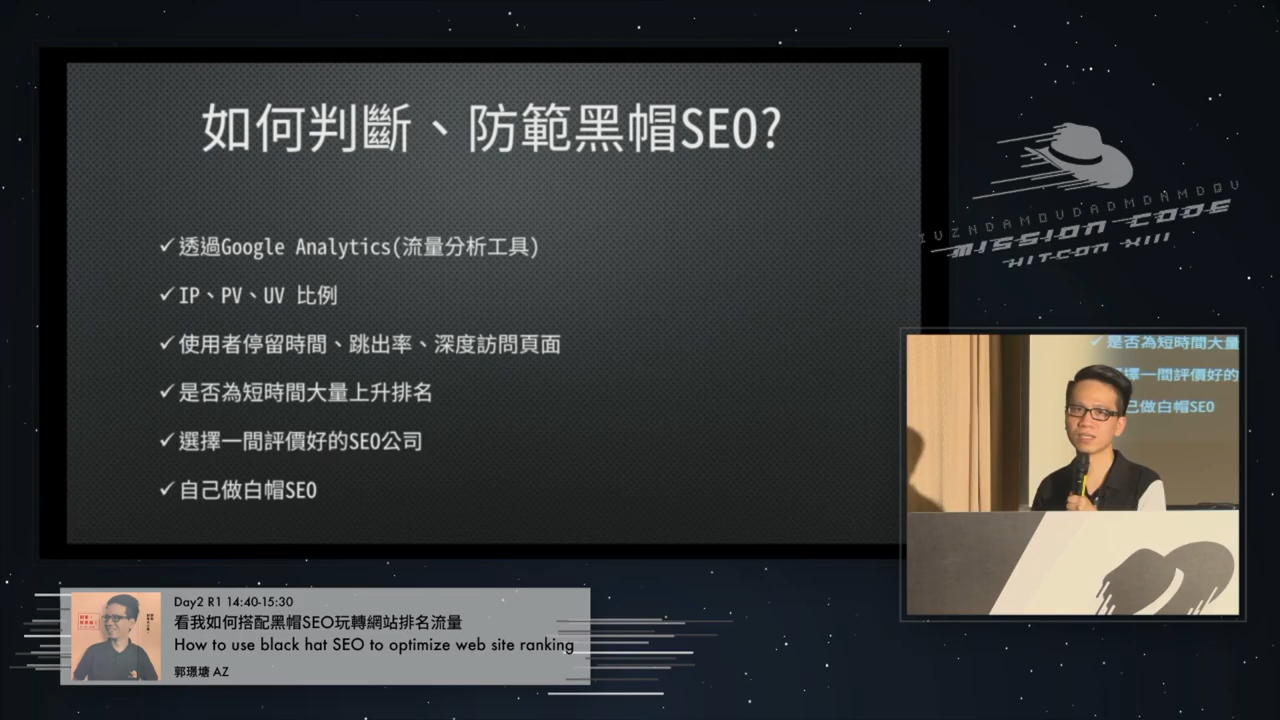 如何判斷、防範黑帽SEO?
✓透過Google Analytics(流量分析工具)
✓IP、PV、UV 比例
✓使用者停留時間、跳出率、深度訪問頁面
✓是否為短時間大量上升排名
✓選擇一間評價好的SEO公司
✓自己做白帽SEO
MISSION CODE
HITCON XIII
✓是否為短時間大量
擇一間評價好的
己做白帽SEO
Day2 R1 14:40-15:30
看我如何搭配黑帽SEO玩轉網站排名流量
How to use black hat SEO to optimize web site ranking
郭璟塘 AZ